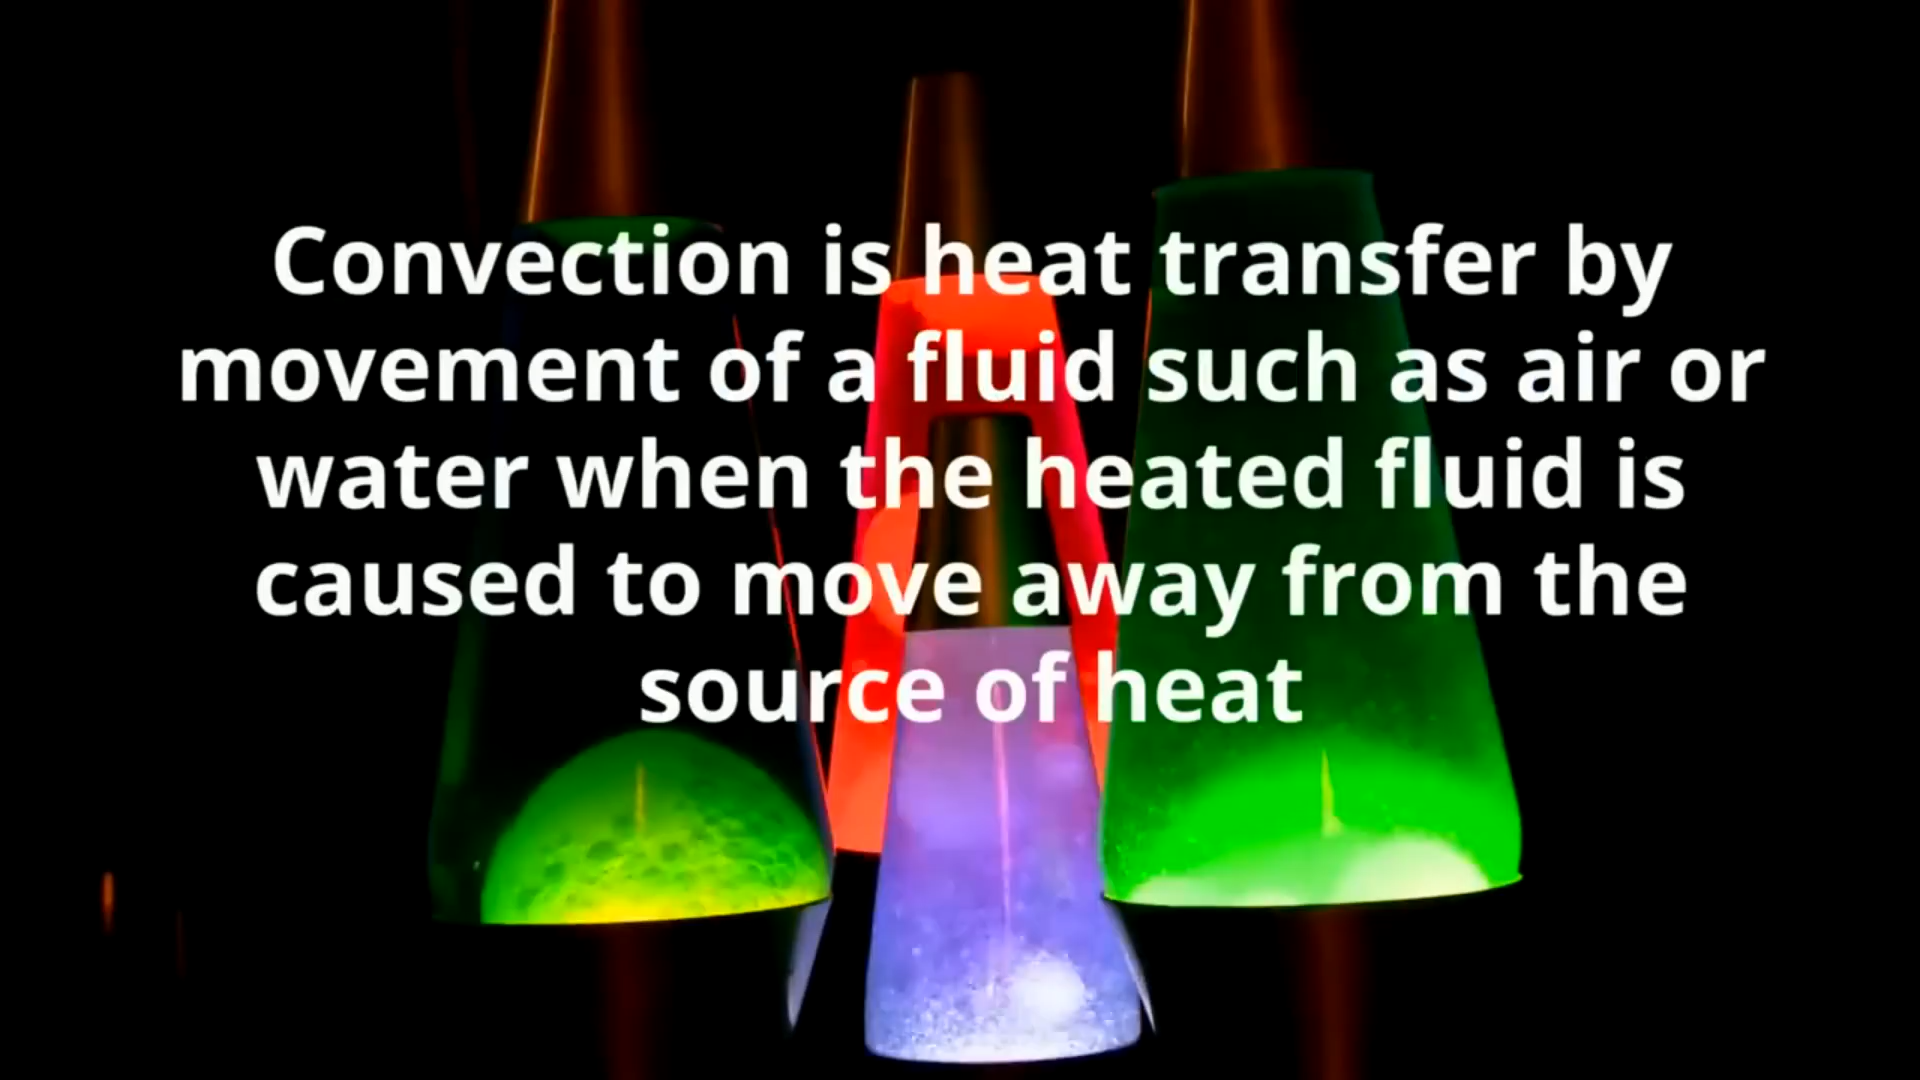 Convection is heat transfer by
movement of a fluid such as air or
water when the heated fluid is
caused to move away from the
source of heat